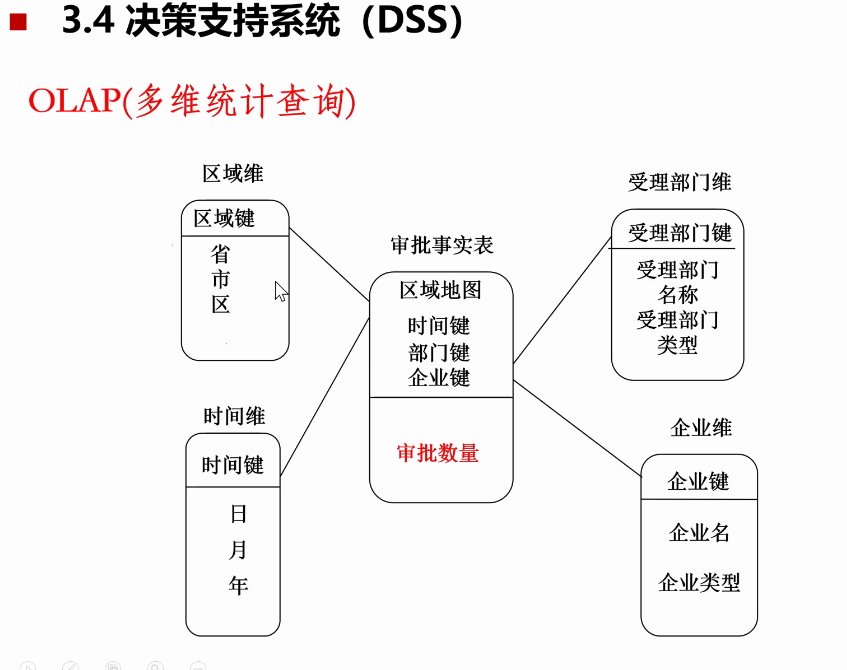 3.4 决策支持系统（DSS）
OLAP(多维统计查询)
区域维
区域键
省
市
区
时间维
时间键
日
月
年
审批事实表
区域地图
时间键
部门键
企业键
审批数量
受理部门维
受理部门键
受理部门
名称
受理部门
类型
企业维
企业键
企业名
企业类型